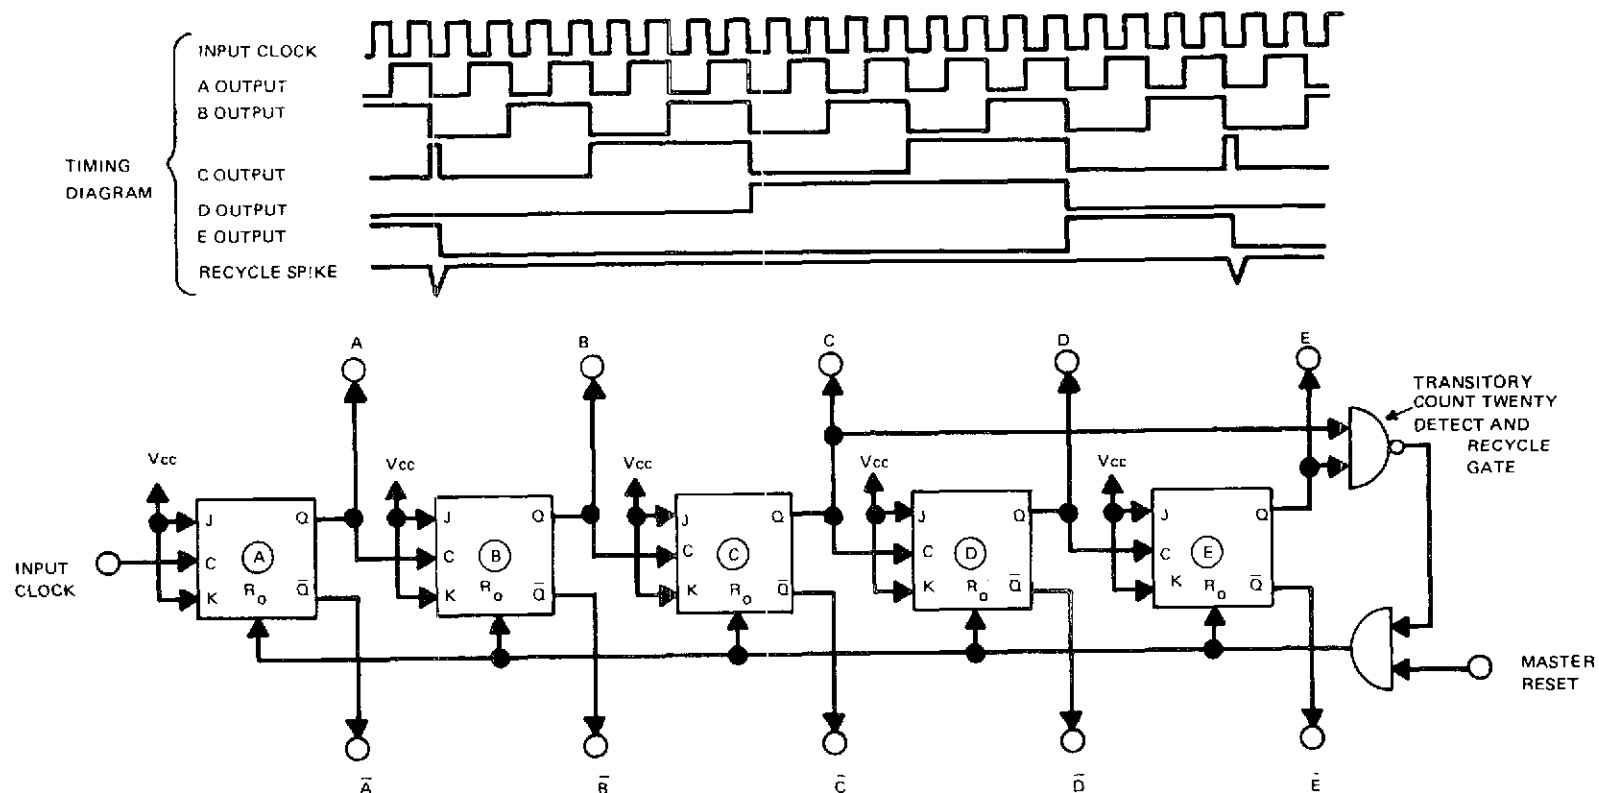 INPUT CLOCK
A OUTPUT
B OUTPUT
C OUTPUT
D OUTPUT
E OUTPUT
RECYCLE SPIKE
TIMING
DIAGRAM
A
B
C
D
E
TRANSITORY
COUNT TWENTY
DETECT AND
RECYCLE
GATE
Vcc
Vcc
Vcc
Vcc
Vcc
J Q
C A
K R₀ Q̄
J Q
C B
K R₀ Q̄
J Q
C C
K R₀ Q̄
J Q
C D
K R₀ Q̄
J Q
C E
K R₀ Q̄
INPUT
CLOCK
MASTER
RESET
Ā
B̄
C̄
D̄
Ē